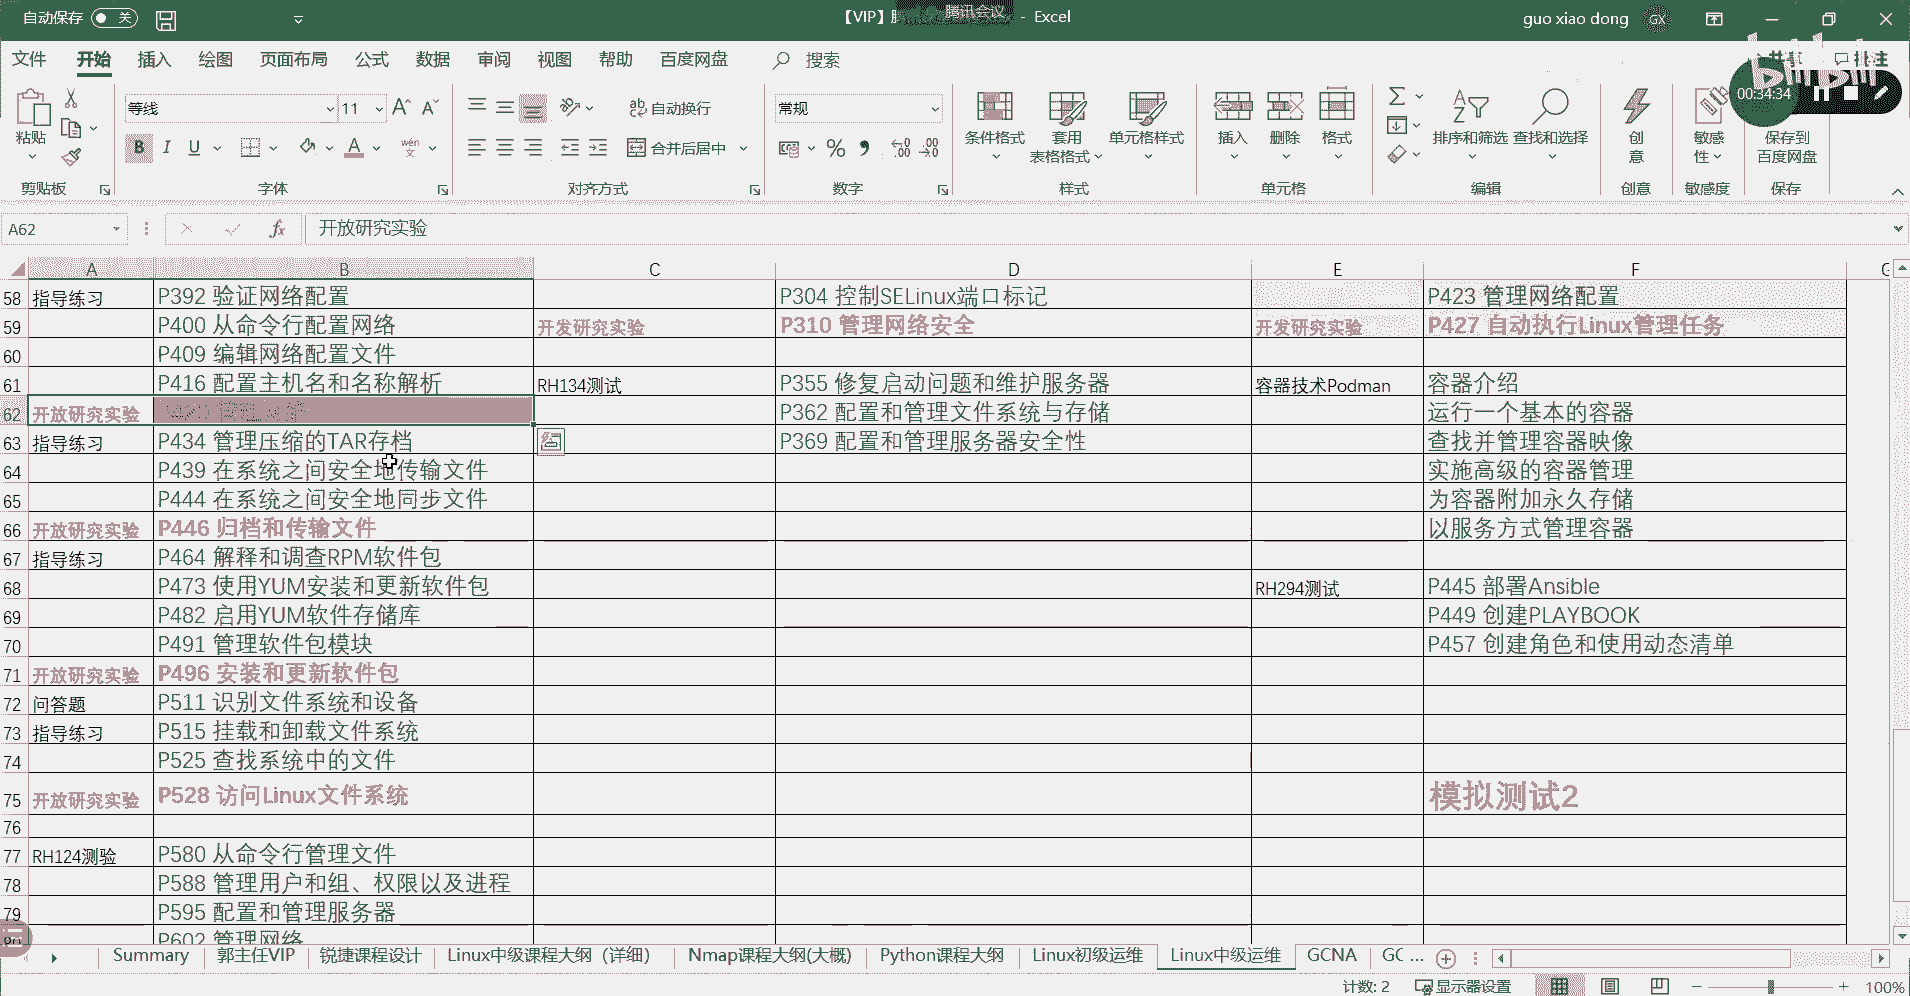 自动保存 关
【VIP】 腾讯会议 - Excel
guo xiao dong GX
文件 开始 插入 绘图 页面布局 公式 数据 审阅 视图 帮助 百度网盘 搜索 批注
bilibili
00:34:34
粘贴
剪贴板
等线 11
B I U
字体
自动换行
合并后居中
对齐方式
常规
数字
条件格式 套用表格格式 单元格样式
样式
插入 删除 格式
单元格
排序和筛选 查找和选择
编辑
创意
创意
敏感性
敏感度
保存到百度网盘
保存
A62 fx 开放研究实验
A B C D E F
58 指导练习 P392 验证网络配置 P304 控制SELinux端口标记 P423 管理网络配置
59 P400 从命令行配置网络 开发研究实验 P310 管理网络安全 开发研究实验 P427 自动执行Linux管理任务
60 P409 编辑网络配置文件
61 P416 配置主机名和名称解析 RH134测试 P355 修复启动问题和维护服务器 容器技术Podman 容器介绍
62 开放研究实验 P362 配置和管理文件系统与存储 运行一个基本的容器
63 指导练习 P434 管理压缩的TAR存档 P369 配置和管理服务器安全性 查找并管理容器映像
64 P439 在系统之间安全地传输文件 实施高级的容器管理
65 P444 在系统之间安全地同步文件 为容器附加永久存储
66 开放研究实验 P446 归档和传输文件 以服务方式管理容器
67 指导练习 P464 解释和调查RPM软件包
68 P473 使用YUM安装和更新软件包 RH294测试 P445 部署Ansible
69 P482 启用YUM软件存储库 P449 创建PLAYBOOK
70 P491 管理软件包模块 P457 创建角色和使用动态清单
71 开放研究实验 P496 安装和更新软件包
72 问答题 P511 识别文件系统和设备
73 指导练习 P515 挂载和卸载文件系统
74 P525 查找系统中的文件
75 开放研究实验 P528 访问Linux文件系统 模拟测试2
76
77 RH124测验 P580 从命令行管理文件
78 P588 管理用户和组、权限以及进程
79 P595 配置和管理服务器
P602 管理网络
Summary 郭主任VIP 锐捷课程设计 Linux中级课程大纲（详细） Nmap课程大纲(大概) Python课程大纲 Linux初级运维 Linux中级运维 GCNA GC ...
计数: 2 显示器设置 100%